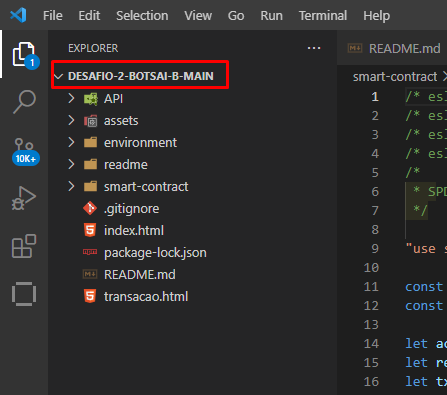 File Edit Selection View Go Run Terminal Help
EXPLORER
README.md
DESAFIO-2-BOTSAI-B-MAIN
smart-contract
API
assets
environment
readme
smart-contract
.gitignore
index.html
package-lock.json
README.md
transacao.html
1
10K+
1 /* esl
2 /* esl
3 /* esl
4 /* esl
5 /*
6 * SPD
7 */
8
9 "use s
10
11 const
12 const
13
14 let ac
15 let re
16 let tx